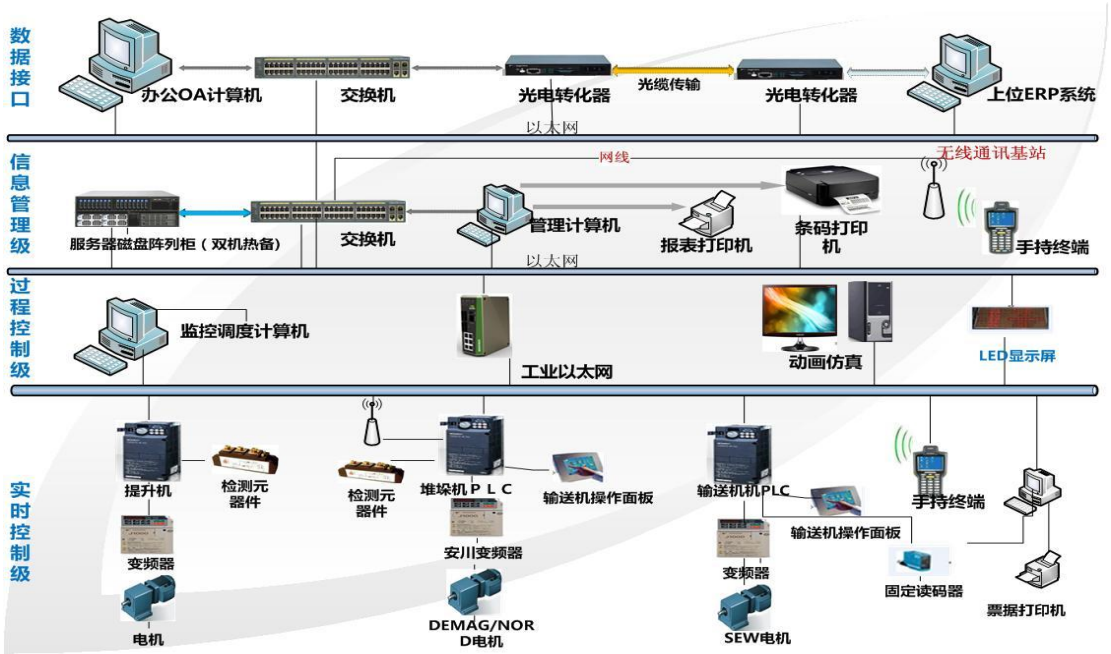 数据接口
办公OA计算机
交换机
光电转化器
光缆传输
光电转化器
上位ERP系统
以太网
信息管理级
网线
无线通讯基站
服务器磁盘阵列柜（双机热备）
交换机
管理计算机
报表打印机
条码打印
机
手持终端
以太网
过程控制级
监控调度计算机
工业以太网
动画仿真
LED显示屏
实时控制级
提升机
检测元
器件
检测元
器件
堆垛机ＰＬＣ
输送机操作面板
输送机机PLC
输送机操作面板
手持终端
变频器
安川变频器
变频器
固定读码器
票据打印机
电机
DEMAG/NOR
D电机
SEW电机